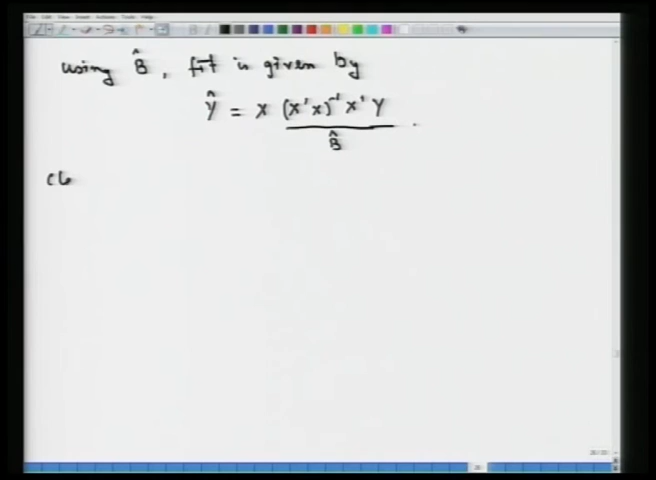 using B̂, fit is given by
Ŷ = X (X'X)⁻¹ X'Y
B̂